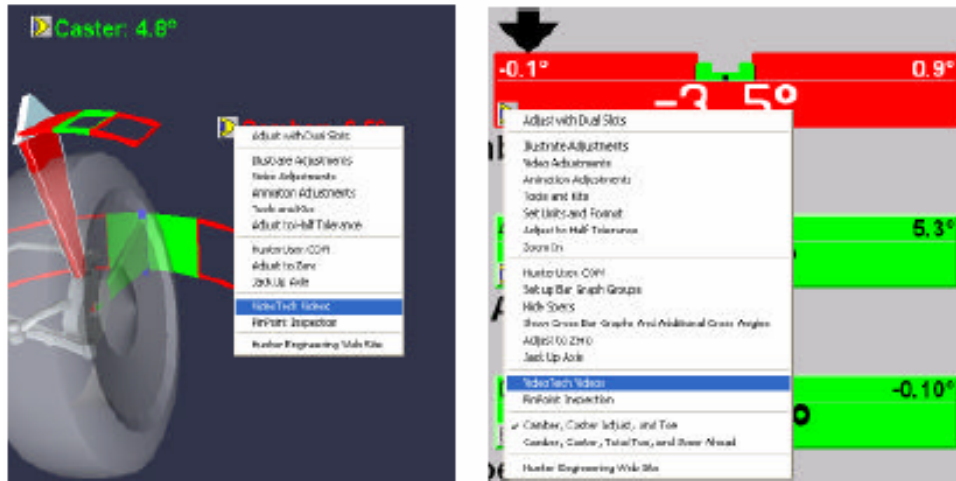 Caster: 4.8°
Adjust with Dual Slots
Illustrate Adjustments
Video Adjustments
Animation Adjustments
Tools and Kits
Adjust to Half Tolerance
Hunter User COM
Adjust to Zero
Jack Up Axle
VideoTech Videos
PinPoint Inspection
Hunter Engineering Web Site
-0.1°
0.9°
-3.5°
Adjust with Dual Slots
Illustrate Adjustments
Video Adjustments
Animation Adjustments
Tools and Kits
Set Units and Format
Adjust to Half Tolerance
Zoom In
5.3°
Hunter User COM
Set up Bar Graph Groups
Hide Specs
Show Cross Bar Graphs And Additional Cross Angles
Adjust to Zero
Jack Up Axle
VideoTech Videos
PinPoint Inspection
-0.10°
Camber, Caster Adjust, and Toe
Camber, Caster, Total Toe, and Steer Ahead
Hunter Engineering Web Site